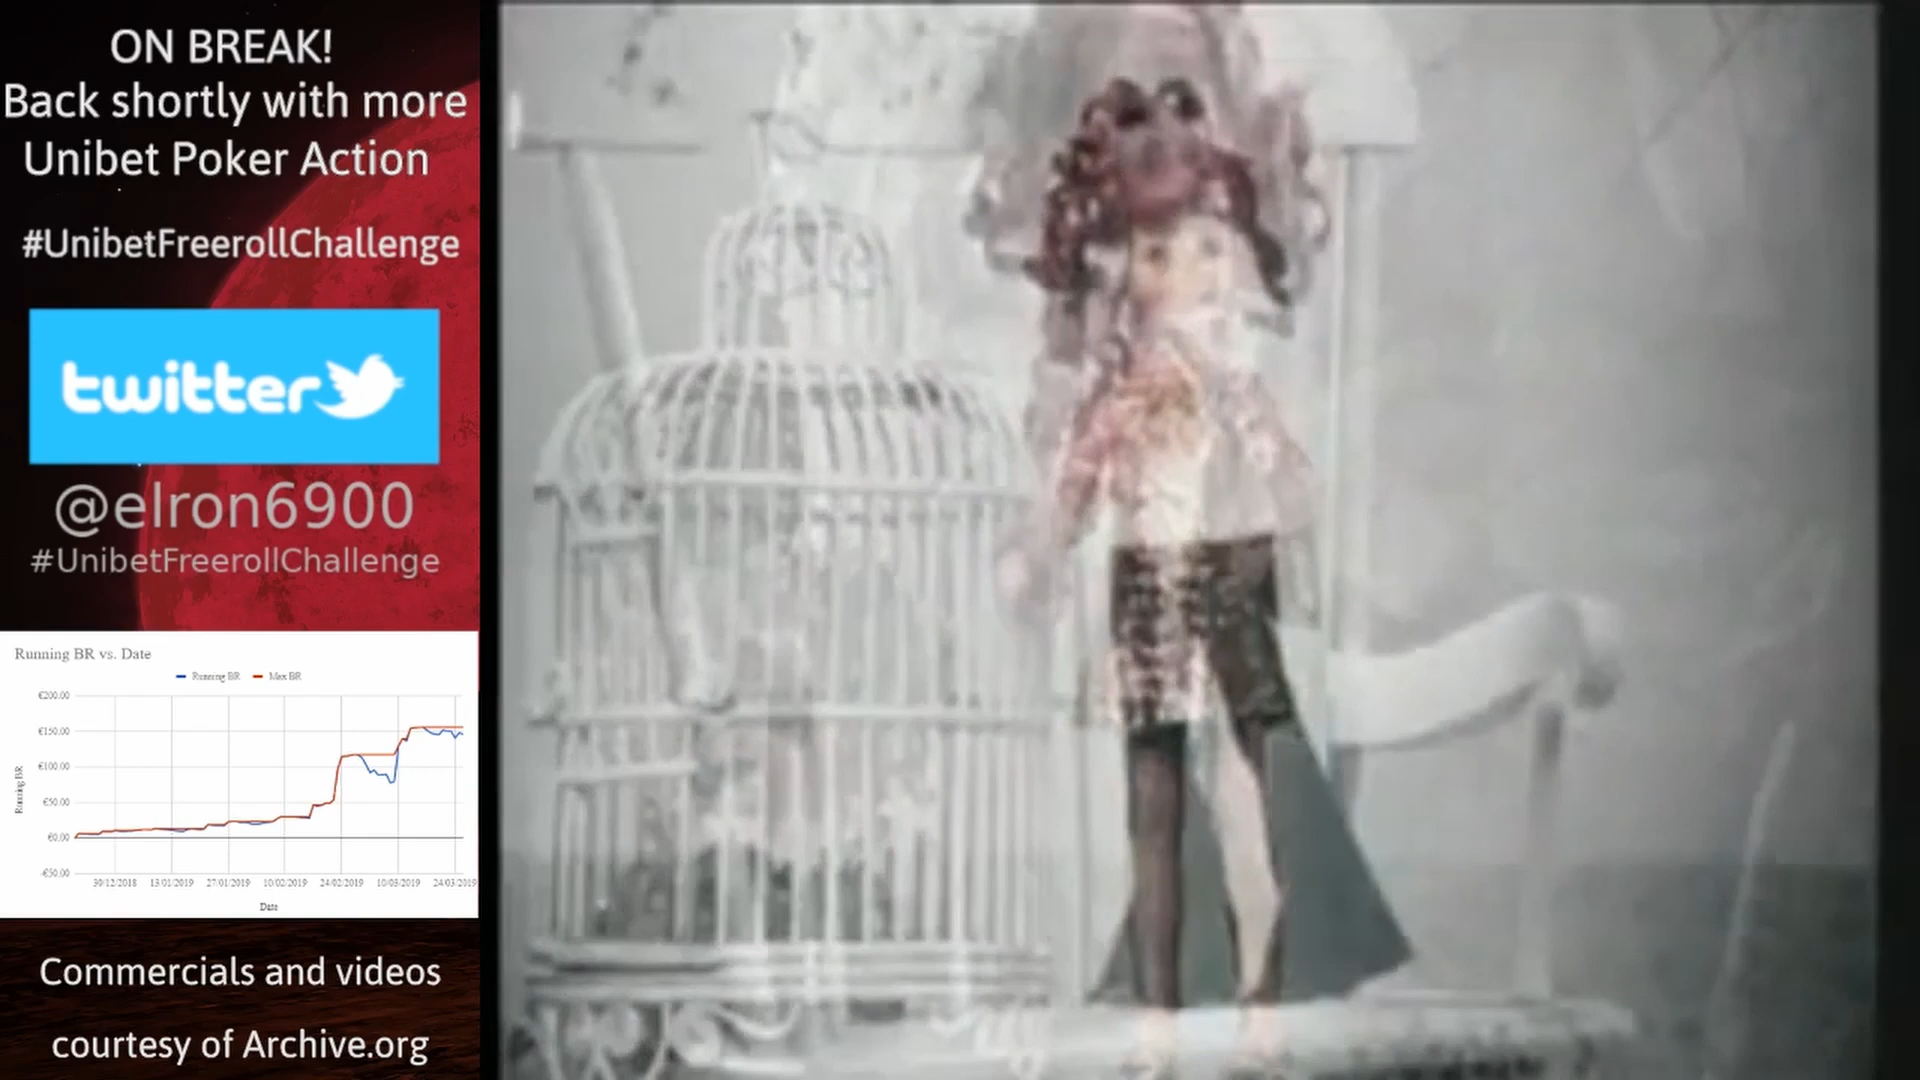 ON BREAK!
Back shortly with more
Unibet Poker Action
#UnibetFreerollChallenge
twitter
@elron6900
#UnibetFreerollChallenge
Running BR vs. Date
Running BR
Max BR
€200.00
€150.00
€100.00
€50.00
€0.00
-€50.00
Running BR
30/12/2018
13/01/2019
27/01/2019
10/02/2019
24/02/2019
10/03/2019
24/03/2019
Date
Commercials and videos
courtesy of Archive.org